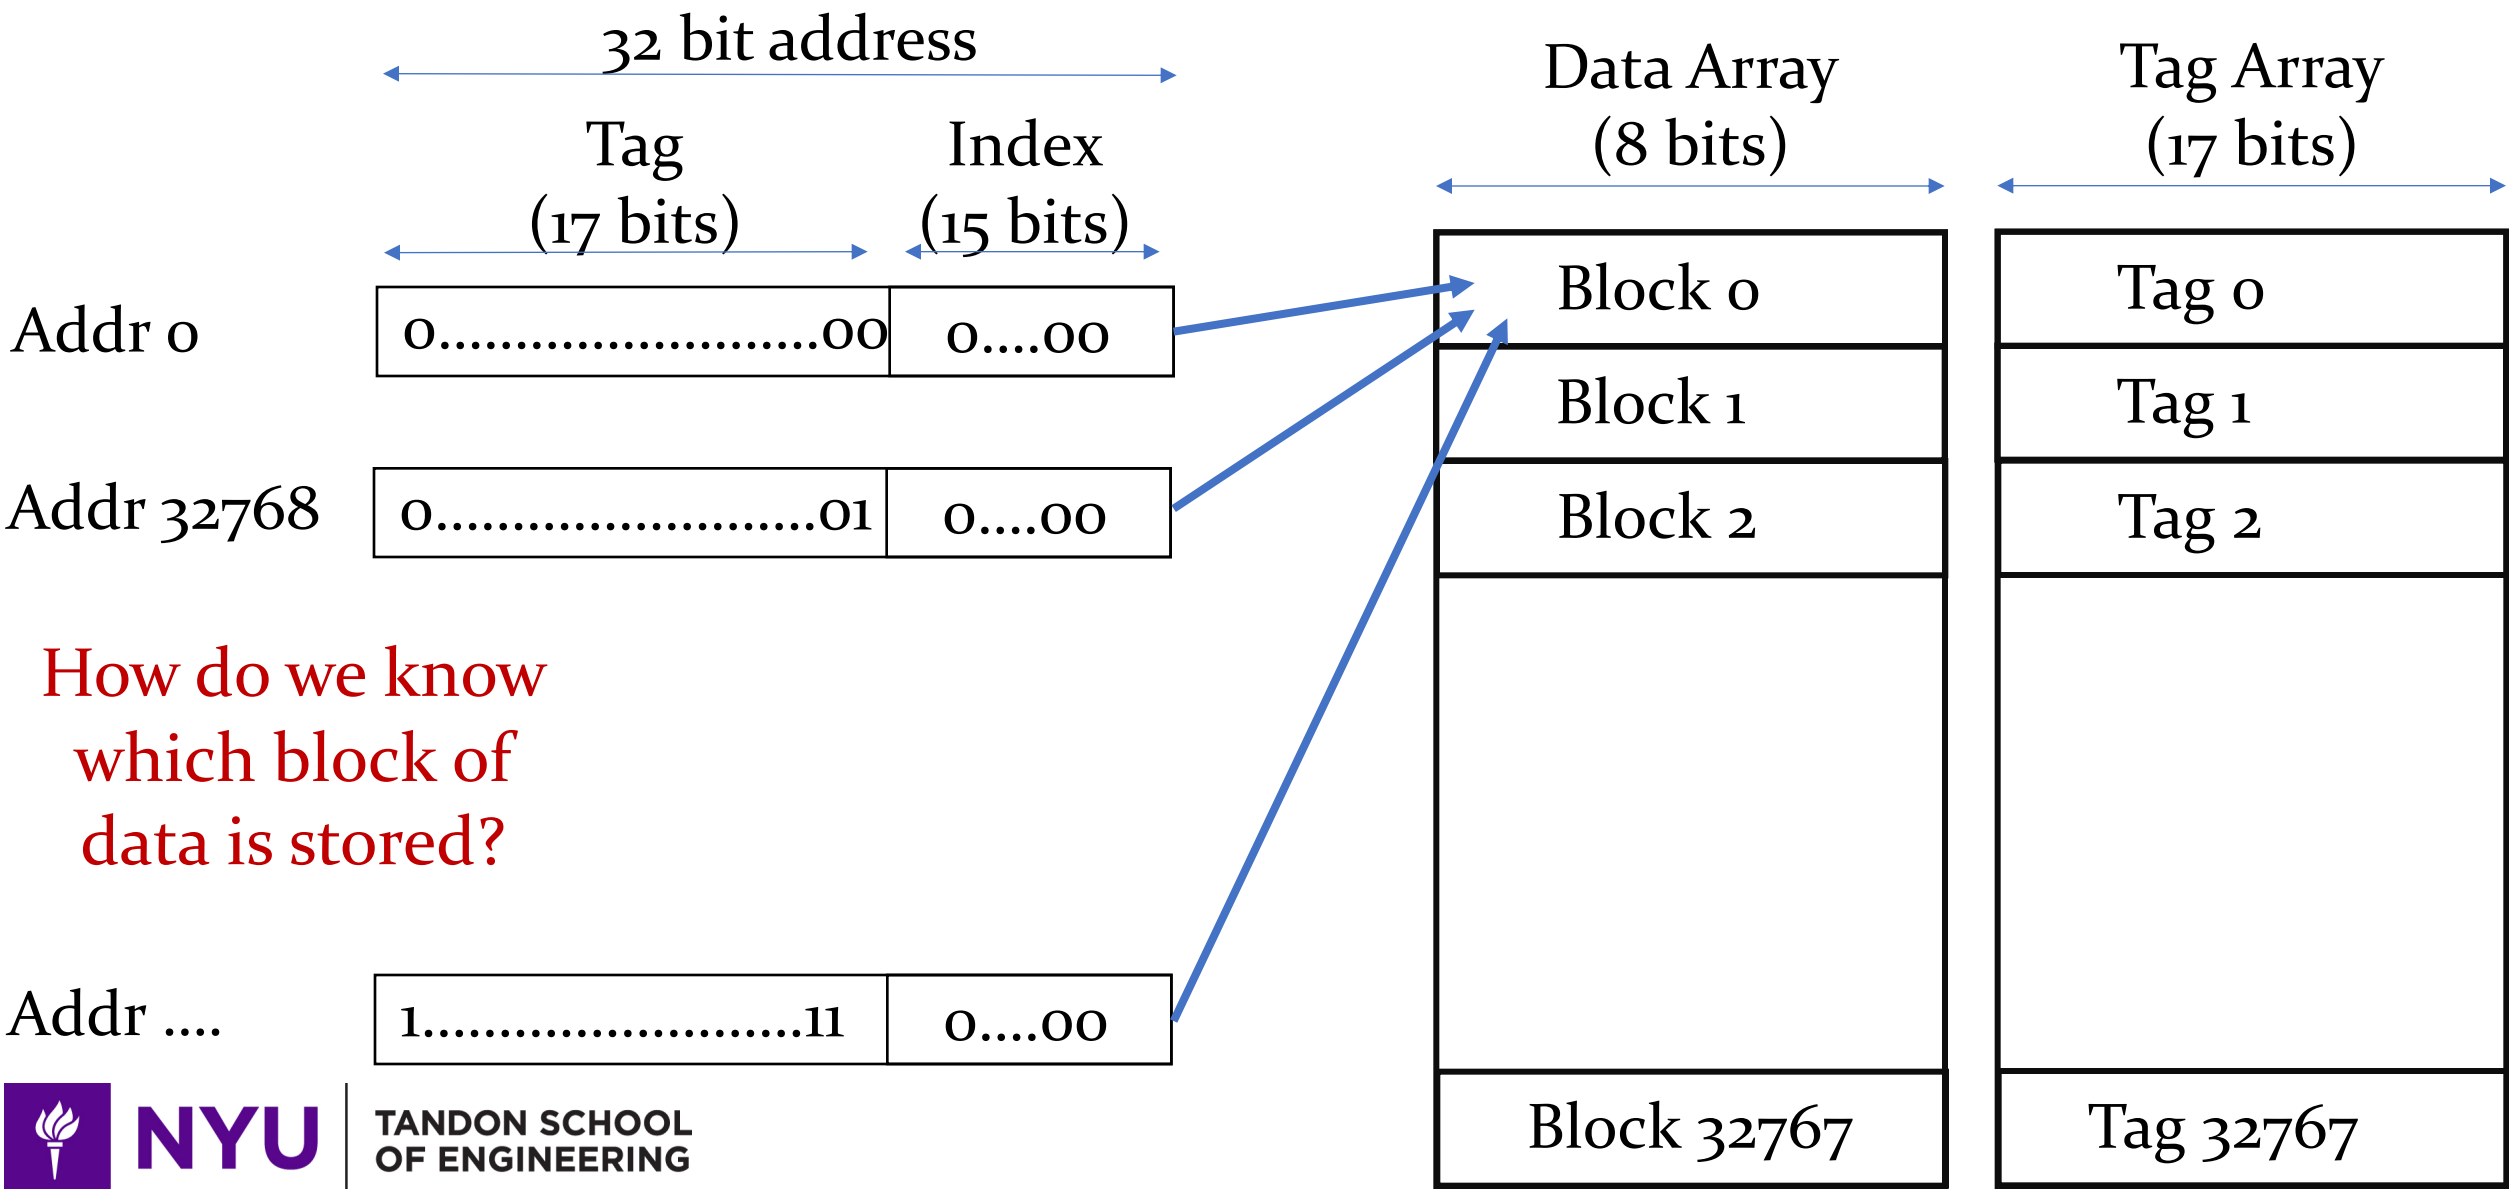 32 bit address
Tag
(17 bits)
Index
(15 bits)
Data Array
(8 bits)
Tag Array
(17 bits)
Addr 0
0.........................00
0....00
Block 0
Tag 0
Block 1
Tag 1
Addr 32768
0.........................01
0....00
Block 2
Tag 2
How do we know
which block of
data is stored?
Addr ....
1.........................11
0....00
Block 32767
Tag 32767
NYU
TANDON SCHOOL
OF ENGINEERING